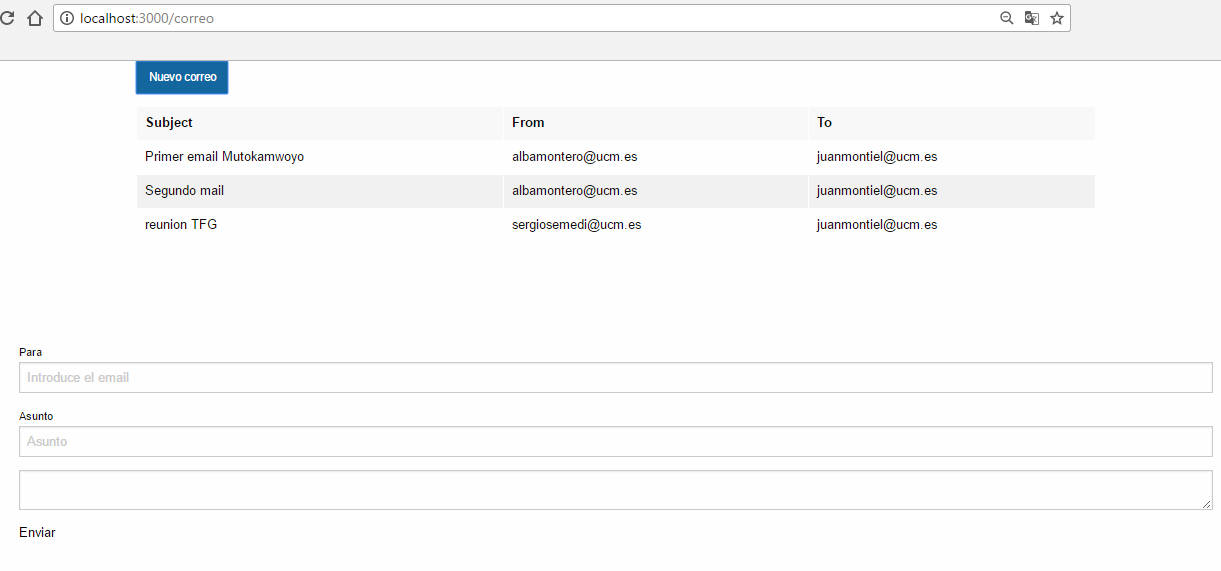 localhost:3000/correo
Nuevo correo
Subject From To
Primer email Mutokamwoyo albamontero@ucm.es juanmontiel@ucm.es
Segundo mail albamontero@ucm.es juanmontiel@ucm.es
reunion TFG sergiosemedi@ucm.es juanmontiel@ucm.es
Para
Introduce el email
Asunto
Asunto
Enviar